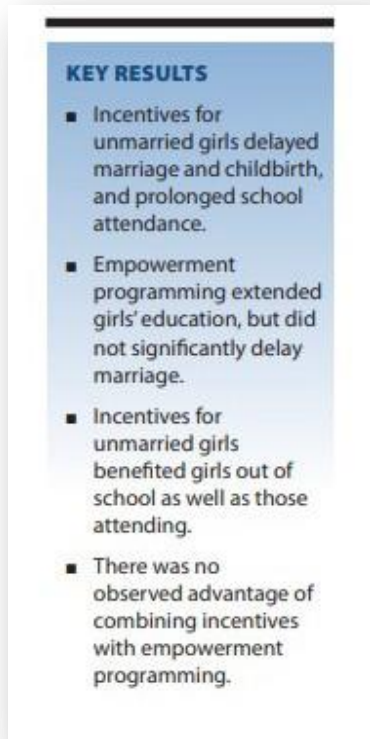 KEY RESULTS
▪ Incentives for
unmarried girls delayed
marriage and childbirth,
and prolonged school
attendance.
▪ Empowerment
programming extended
girls' education, but did
not significantly delay
marriage.
▪ Incentives for
unmarried girls
benefited girls out of
school as well as those
attending.
▪ There was no
observed advantage of
combining incentives
with empowerment
programming.